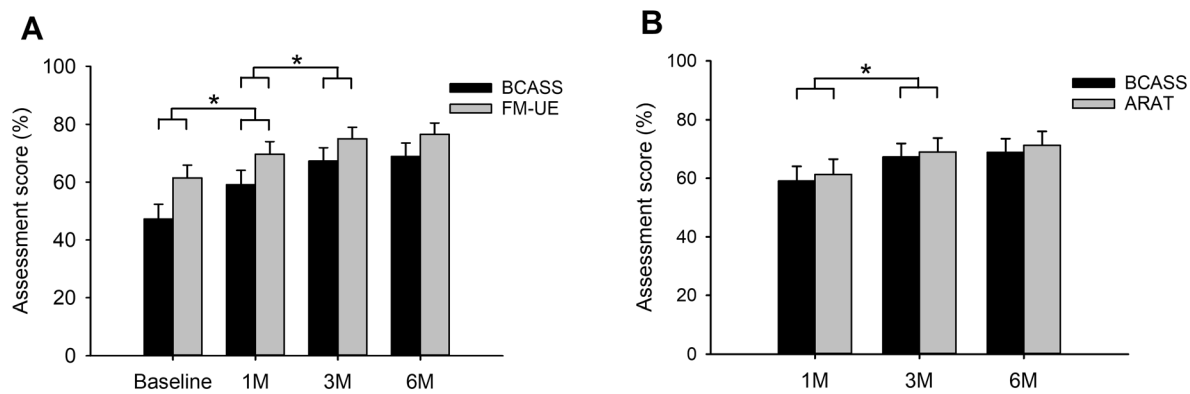 A
Assessment score (%)
100
80
60
40
20
0
*
*
BCASS
FM-UE
Baseline 1M 3M 6M
B
Assessment score (%)
100
80
60
40
20
0
*
BCASS
ARAT
1M 3M 6M